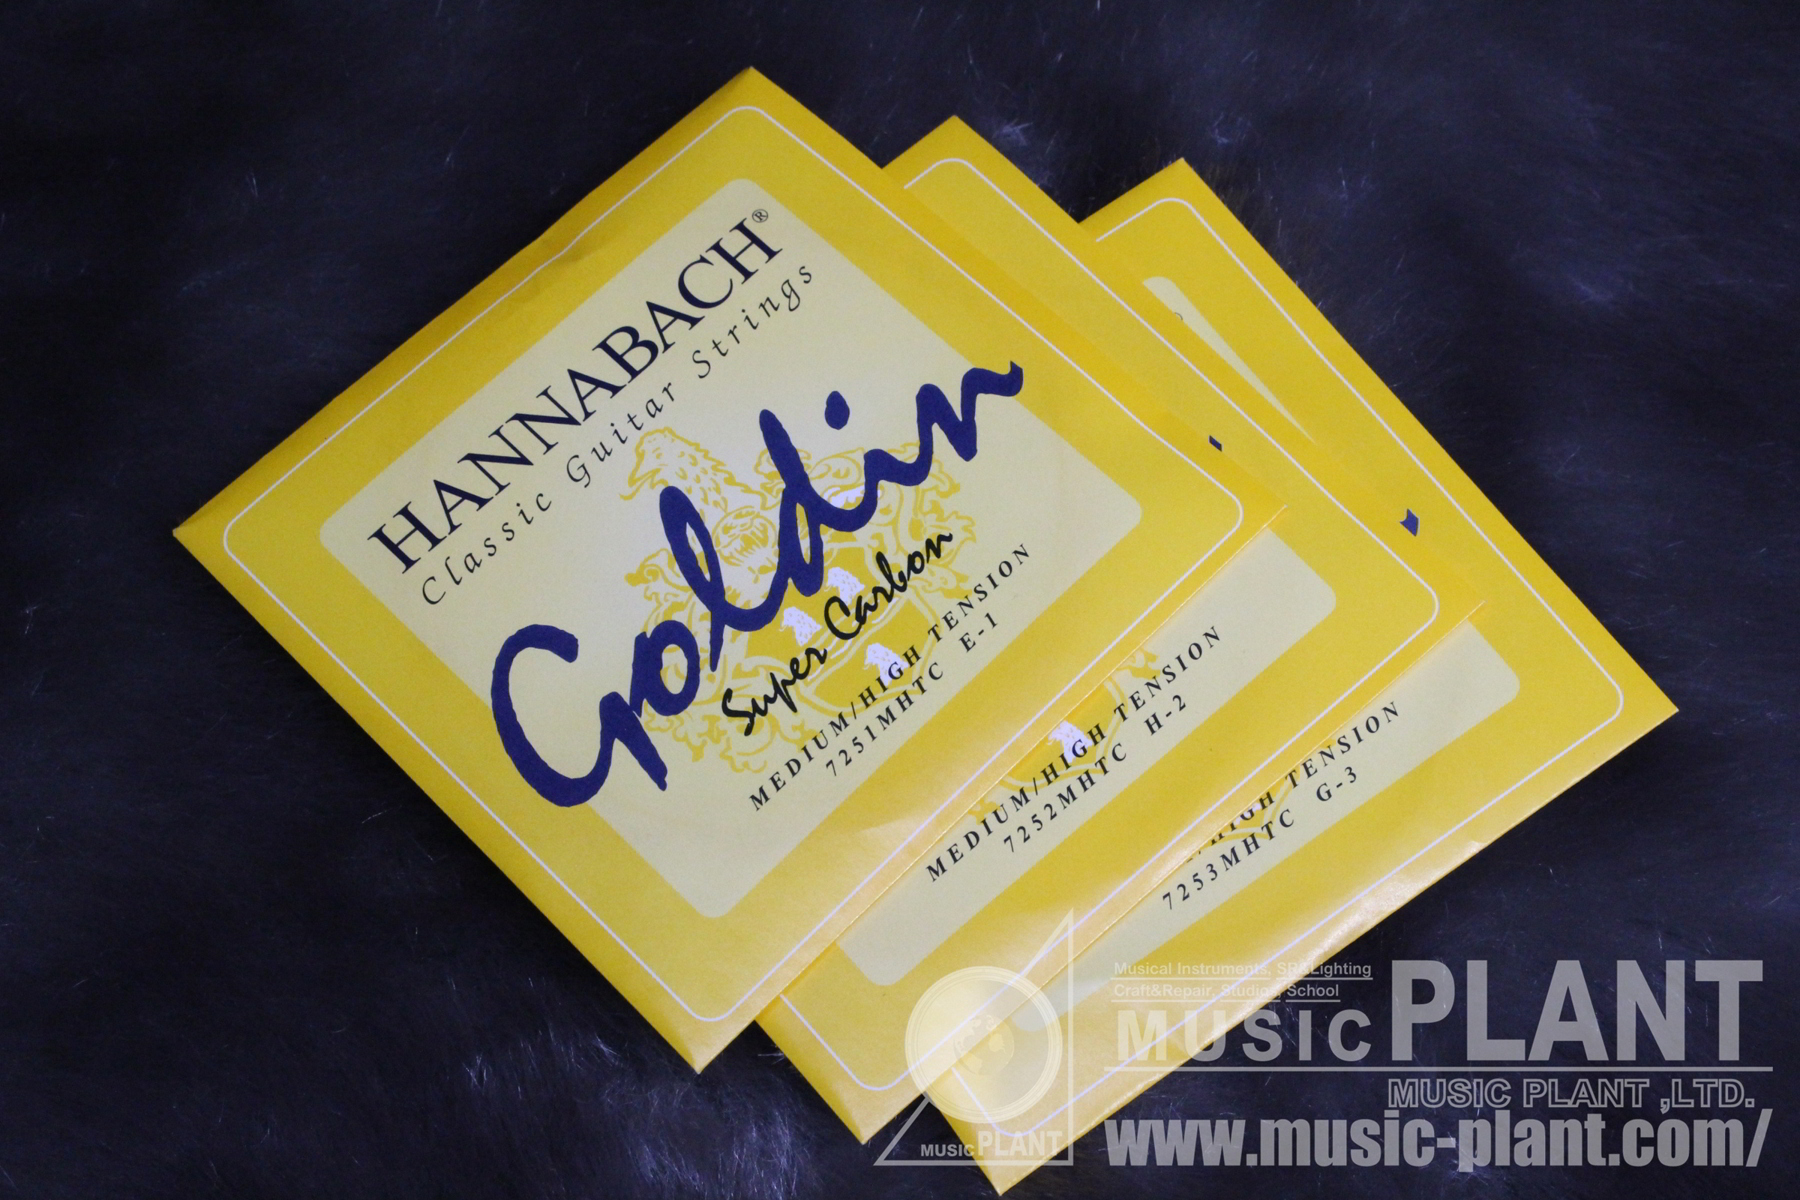 HANNABACH®
Classic Guitar Strings
Goldin
Super Carbon
MEDIUM/HIGH TENSION
7251MHTC E-1
MEDIUM/HIGH TENSION
7252MHTC H-2
/HIGH TENSION
7253MHTC G-3
Musical Instruments, SR&Lighting
Craft&Repair, Studio, School
MUSIC PLANT
MUSIC PLANT ,LTD.
www.music-plant.com/
MUSIC PLANT